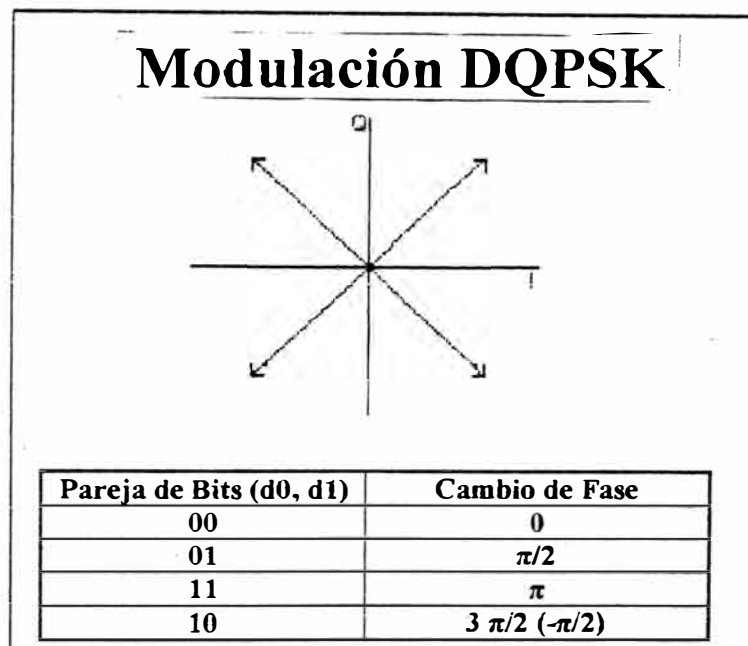 Modulación DQPSK
Q
I
Pareja de Bits (d0, d1) Cambio de Fase
00 0
01 π/2
11 π
10 3 π/2 (-π/2)